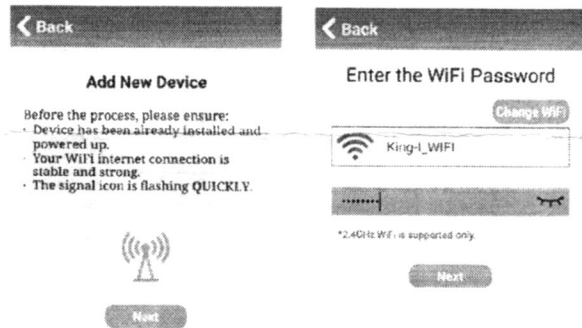 Back
Add New Device
Before the process, please ensure:
· Device has been already installed and
powered up.
· Your WiFi internet connection is
stable and strong.
· The signal icon is flashing QUICKLY.
Next
Back
Enter the WiFi Password
Change WiFi
King-I_WIFI
********
*2.4GHz WiFi is supported only.
Next